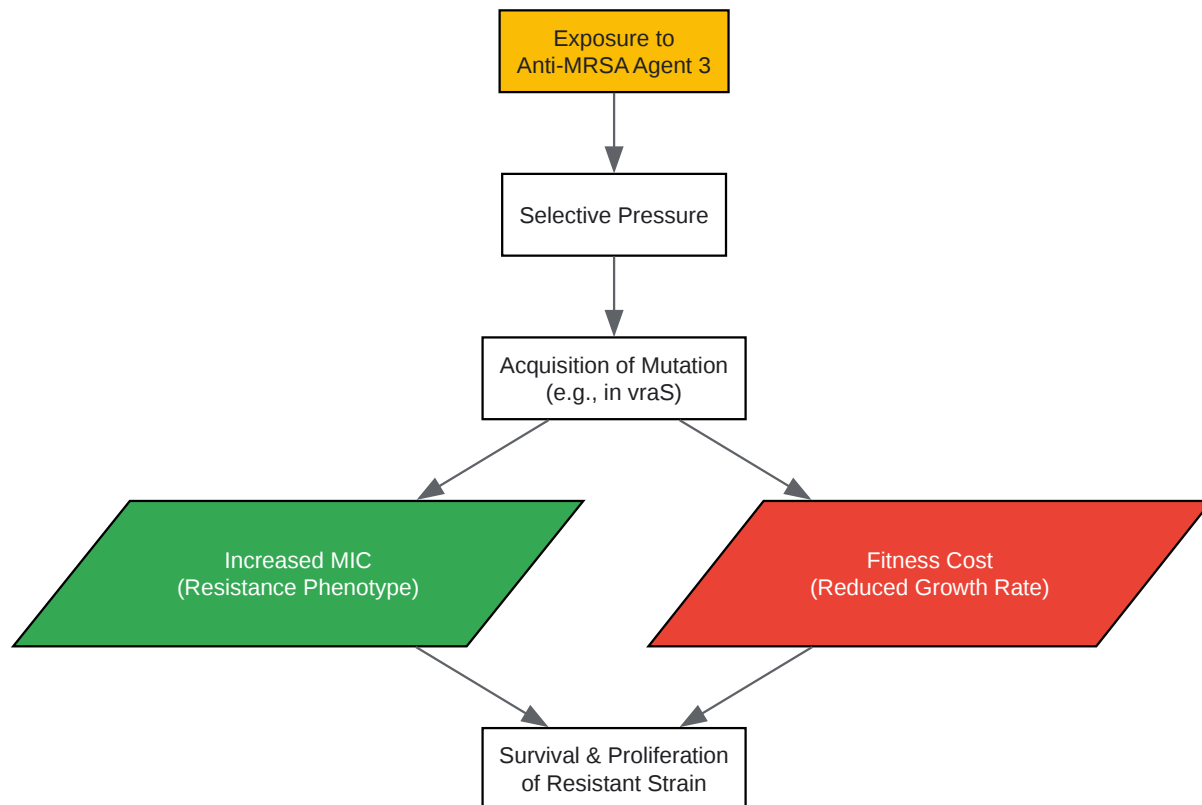 Exposure to
Anti-MRSA Agent 3
Selective Pressure
Acquisition of Mutation
(e.g., in vraS)
Increased MIC
(Resistance Phenotype)
Fitness Cost
(Reduced Growth Rate)
Survival & Proliferation
of Resistant Strain